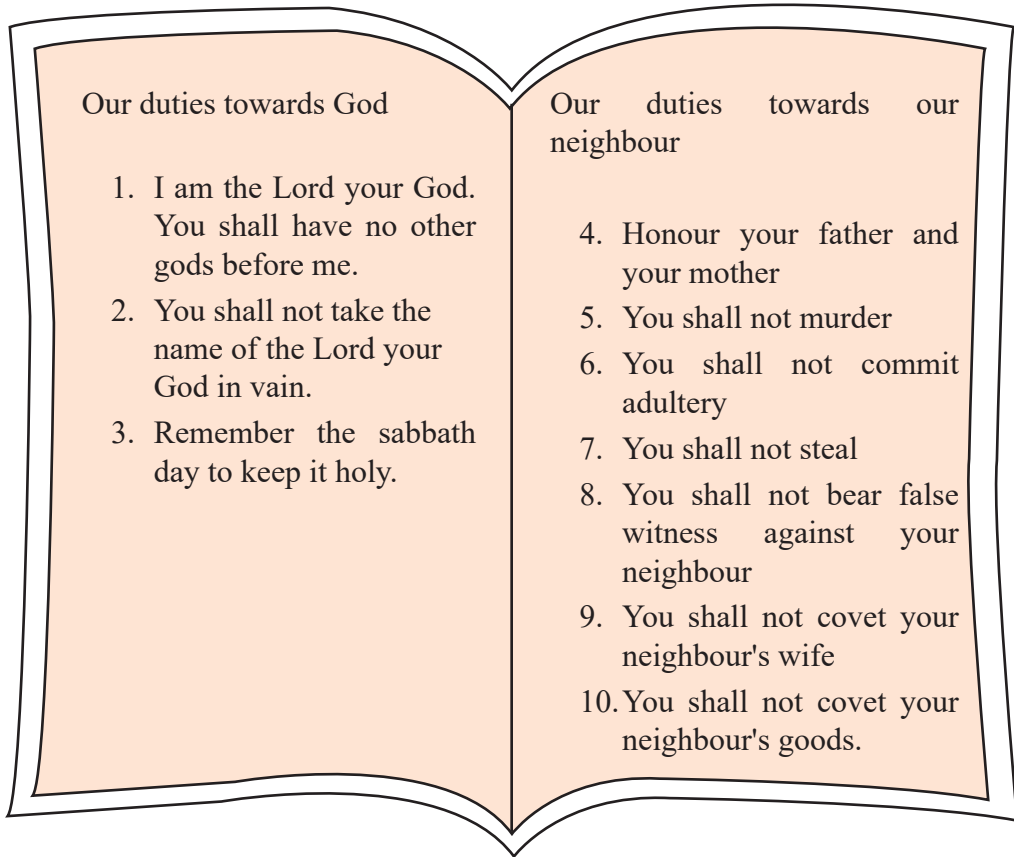 Our duties towards God
1. I am the Lord your God.
You shall have no other
gods before me.
2. You shall not take the
name of the Lord your
God in vain.
3. Remember the sabbath
day to keep it holy.
Our duties towards our
neighbour
4. Honour your father and
your mother
5. You shall not murder
6. You shall not commit
adultery
7. You shall not steal
8. You shall not bear false
witness against your
neighbour
9. You shall not covet your
neighbour's wife
10. You shall not covet your
neighbour's goods.